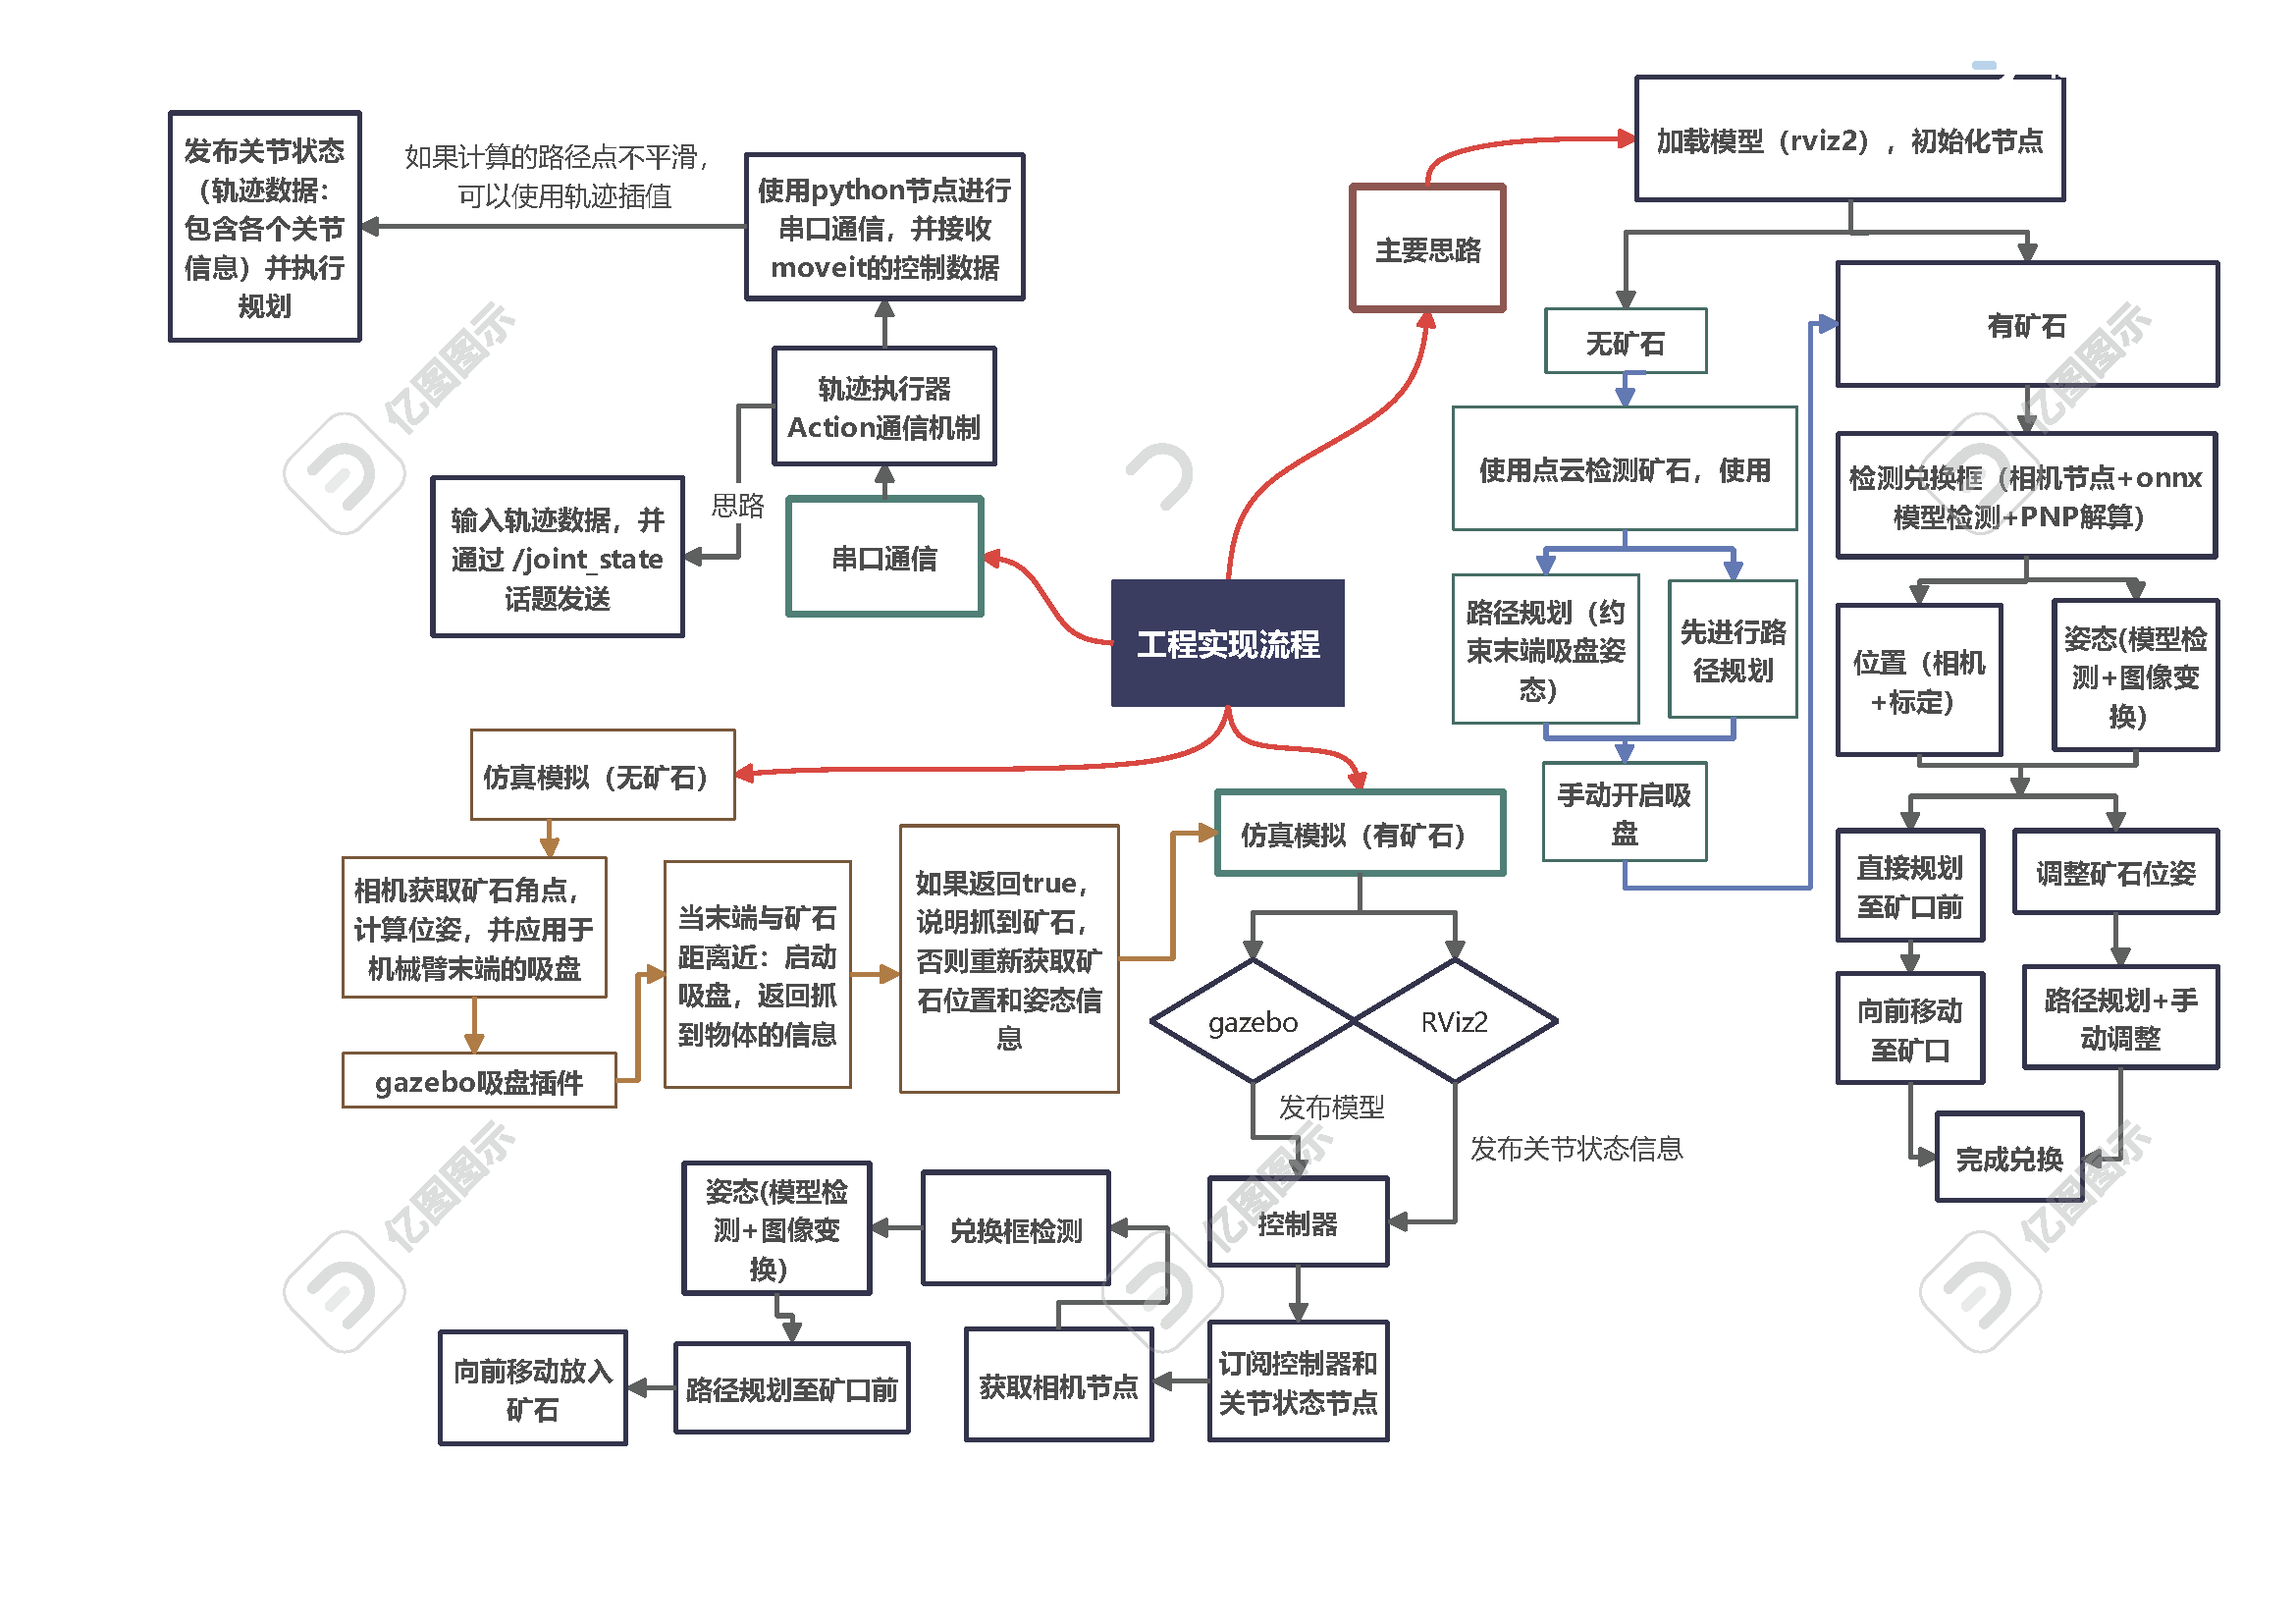 发布关节状态
（轨迹数据：
包含各个关节
信息）并执行
规划
如果计算的路径点不平滑，
可以使用轨迹插值
使用python节点进行
串口通信，并接收
moveit的控制数据
轨迹执行器
Action通信机制
思路
输入轨迹数据，并
通过 /joint_state
话题发送
串口通信
工程实现流程
主要思路
加载模型（rviz2），初始化节点
无矿石
使用点云检测矿石，使用
路径规划（约
束末端吸盘姿
态）
先进行路
径规划
手动开启吸
盘
有矿石
检测兑换框（相机节点+onnx
模型检测+PNP解算）
位置（相机
+标定）
姿态(模型检
测+图像变
换）
直接规划
至矿口前
调整矿石位姿
向前移动
至矿口
路径规划+手
动调整
完成兑换
仿真模拟（无矿石）
相机获取矿石角点，
计算位姿，并应用于
机械臂末端的吸盘
gazebo吸盘插件
当末端与矿石
距离近：启动
吸盘，返回抓
到物体的信息
如果返回true，
说明抓到矿石，
否则重新获取矿
石位置和姿态信
息
仿真模拟（有矿石）
gazebo
RViz2
发布模型
发布关节状态信息
控制器
订阅控制器和
关节状态节点
获取相机节点
兑换框检测
姿态(模型检
测+图像变
换）
路径规划至矿口前
向前移动放入
矿石
亿图图示
亿图图示
亿图图示
亿图图示
亿图图示